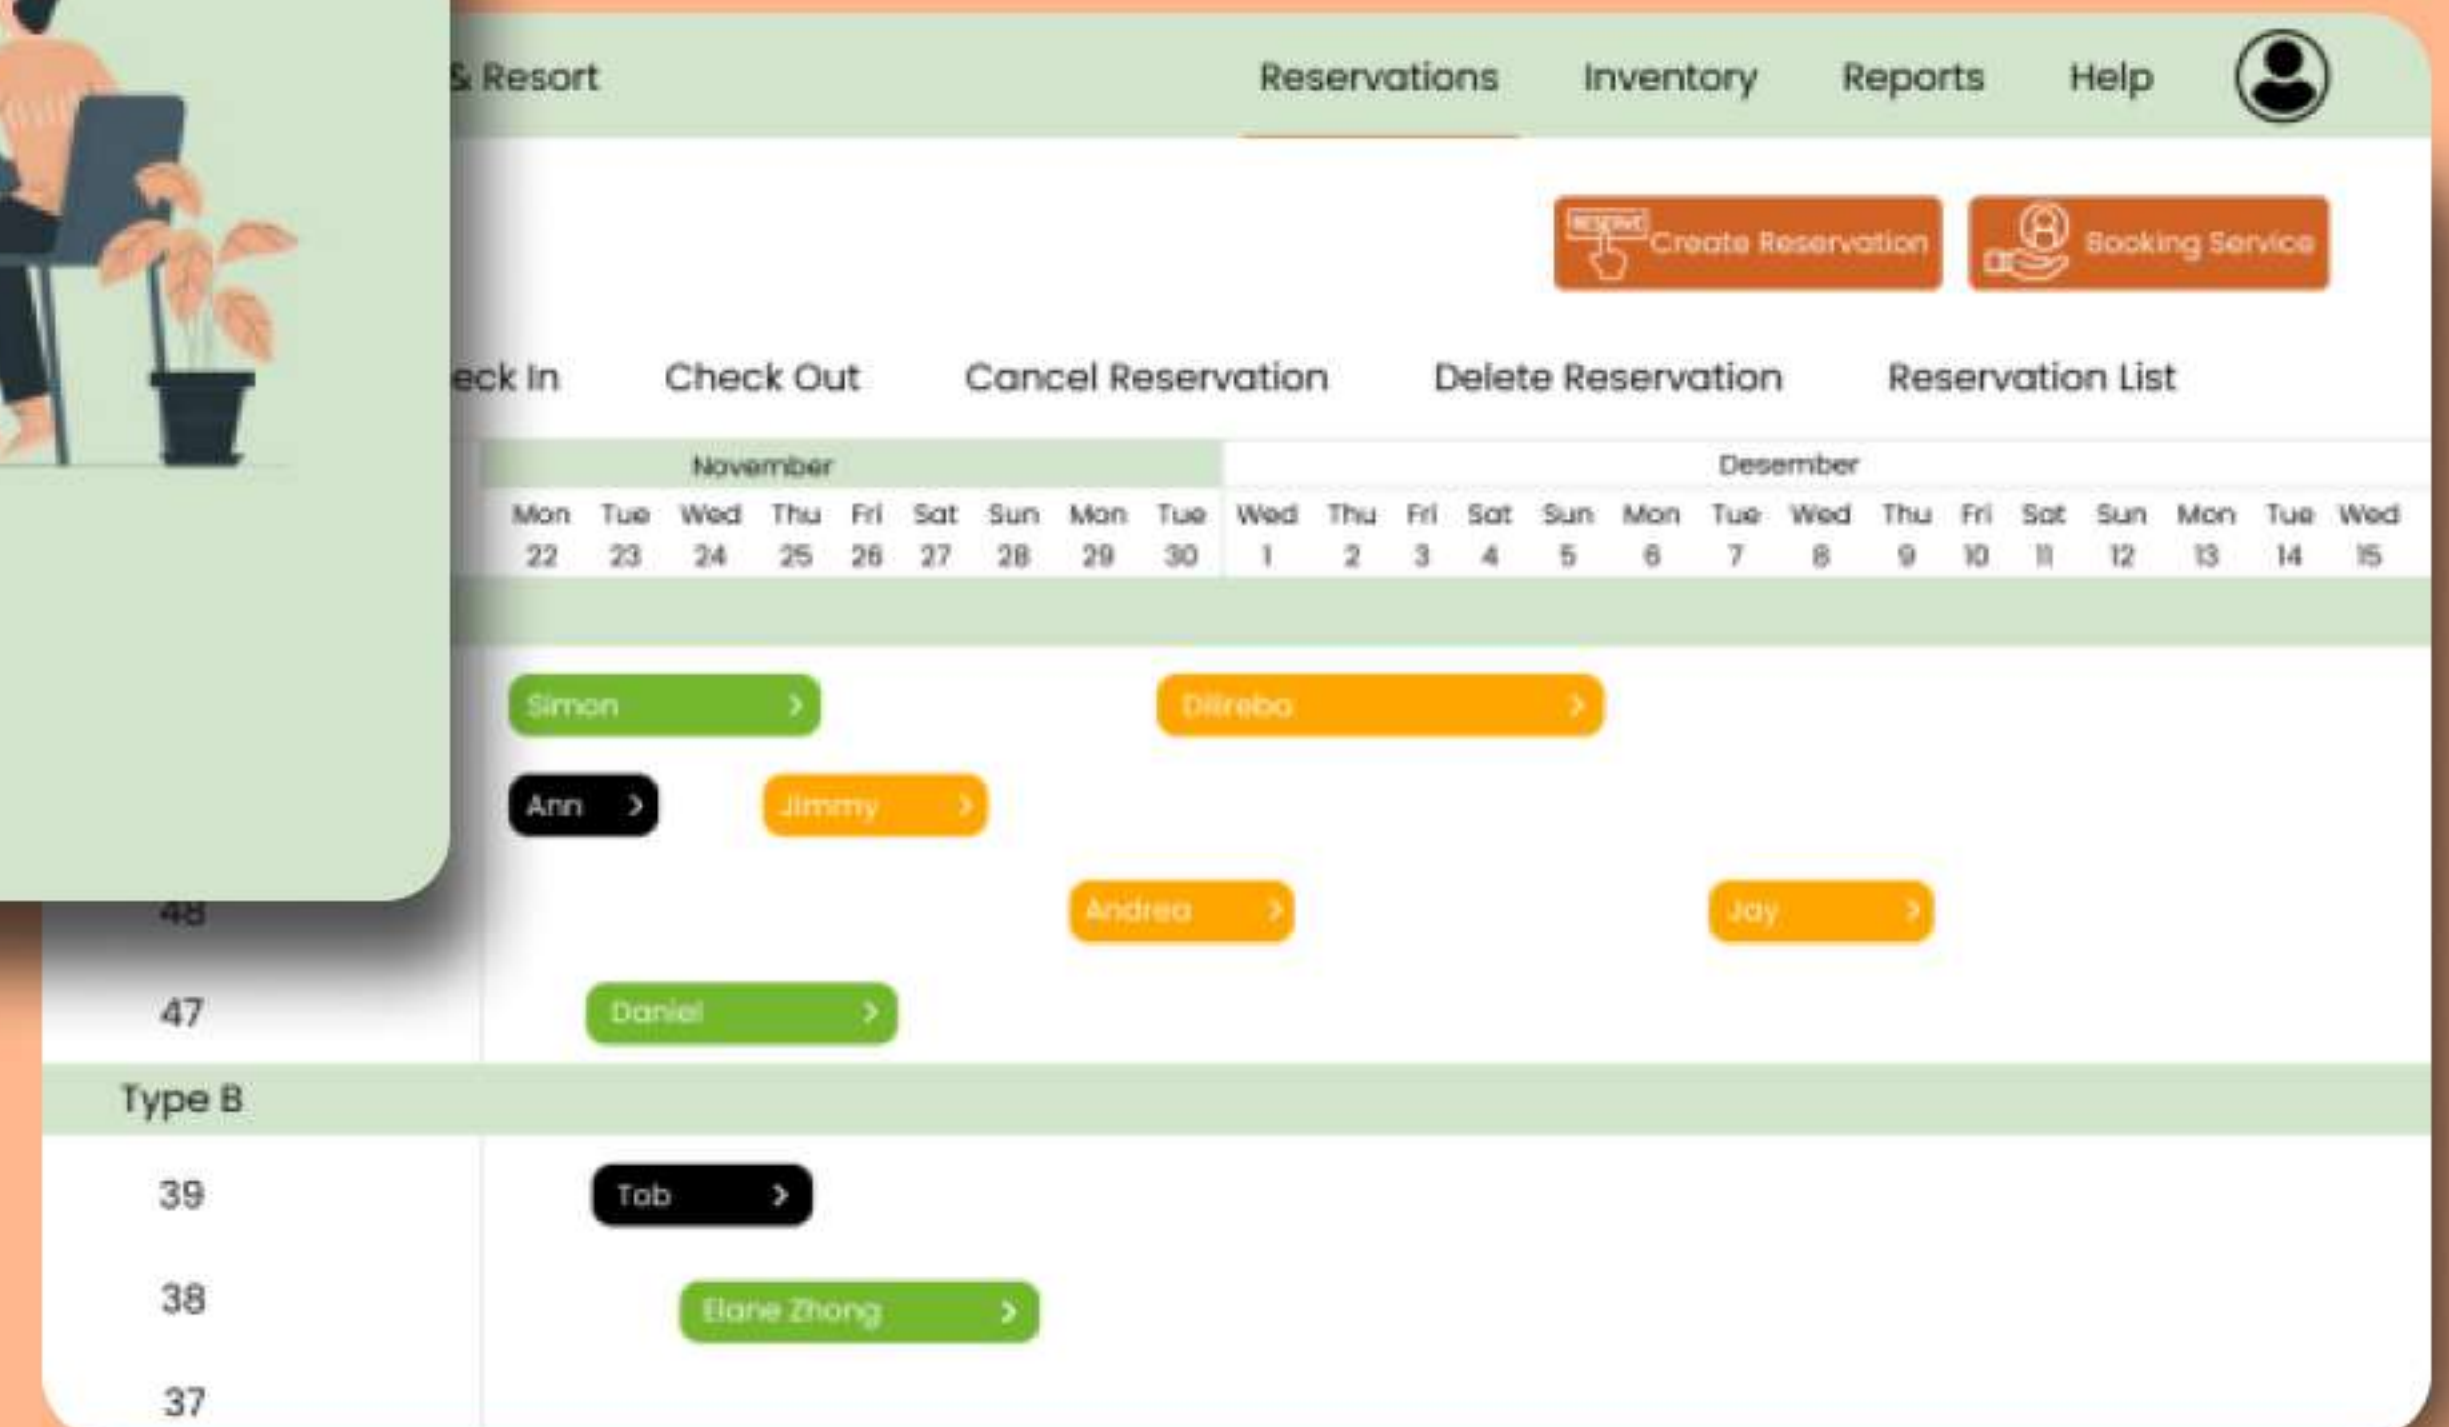 & Resort Reservations Inventory Reports Help
RESERVE Create Reservation Booking Service
eck In Check Out Cancel Reservation Delete Reservation Reservation List
November Desember
Mon Tue Wed Thu Fri Sat Sun Mon Tue Wed Thu Fri Sat Sun Mon Tue Wed Thu Fri Sat Sun Mon Tue Wed
22 23 24 25 26 27 28 29 30 1 2 3 4 5 6 7 8 9 10 11 12 13 14 15
Simon Dilireba
Ann Jimmy
48 Andrea Jay
47 Daniel
Type B
39 Tab
38 Elane Zhong
37